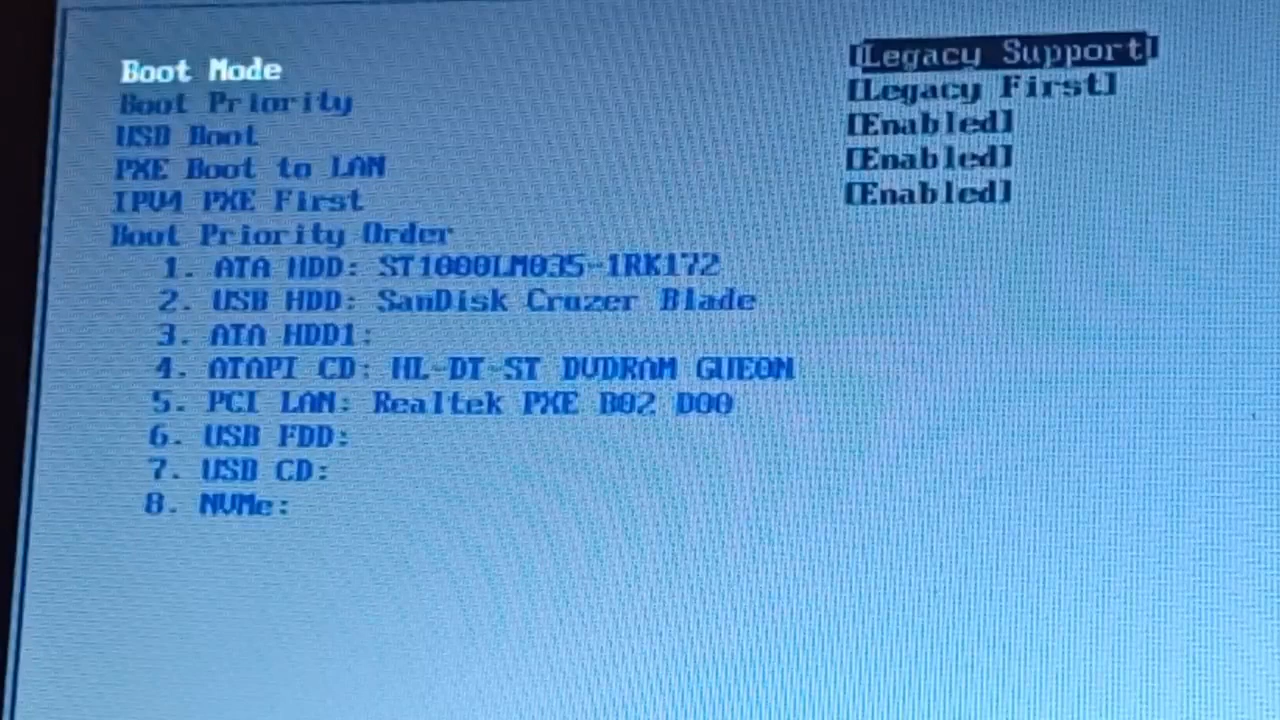 Boot Mode [Legacy Support]
Boot Priority [Legacy First]
USB Boot [Enabled]
PXE Boot to LAN [Enabled]
IPV4 PXE First [Enabled]
Boot Priority Order
1. ATA HDD: ST1000LM035-1RK172
2. USB HDD: SanDisk Cruzer Blade
3. ATA HDD1:
4. ATAPI CD: HL-DT-ST DVDRAM GUE0N
5. PCI LAN: Realtek PXE B02 D00
6. USB FDD:
7. USB CD:
8. NVMe: